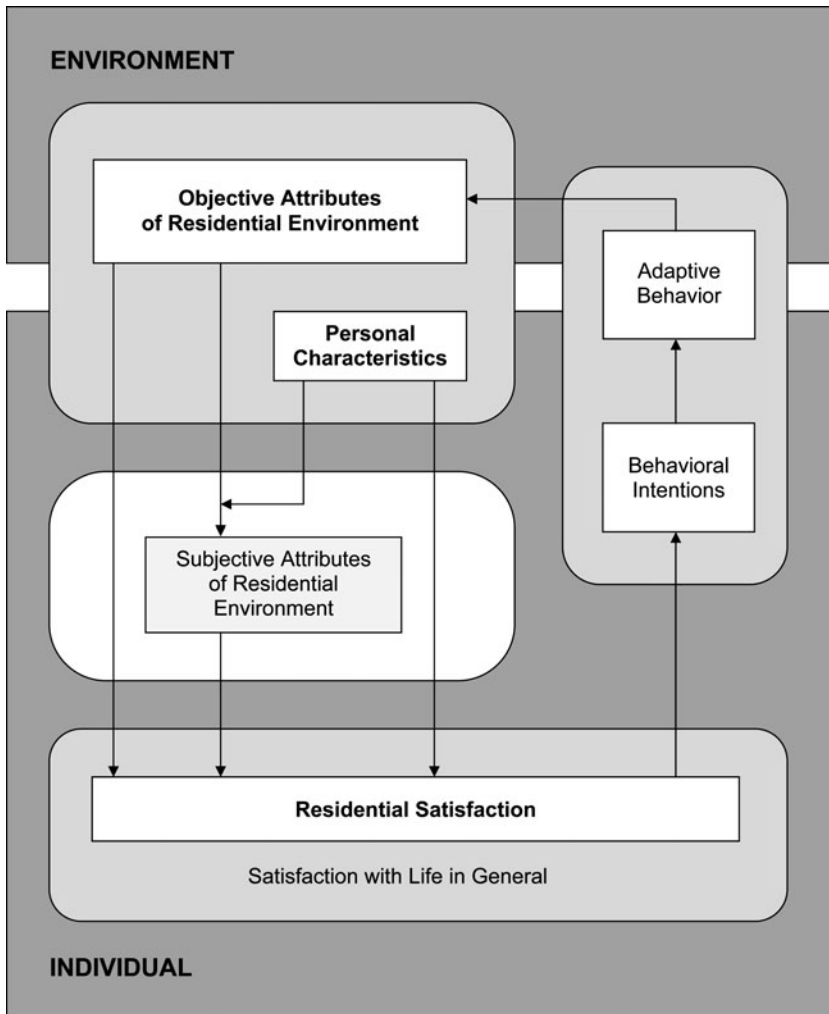 ENVIRONMENT
Objective Attributes
of Residential Environment
Adaptive
Behavior
Personal
Characteristics
Behavioral
Intentions
Subjective Attributes
of Residential
Environment
Residential Satisfaction
Satisfaction with Life in General
INDIVIDUAL